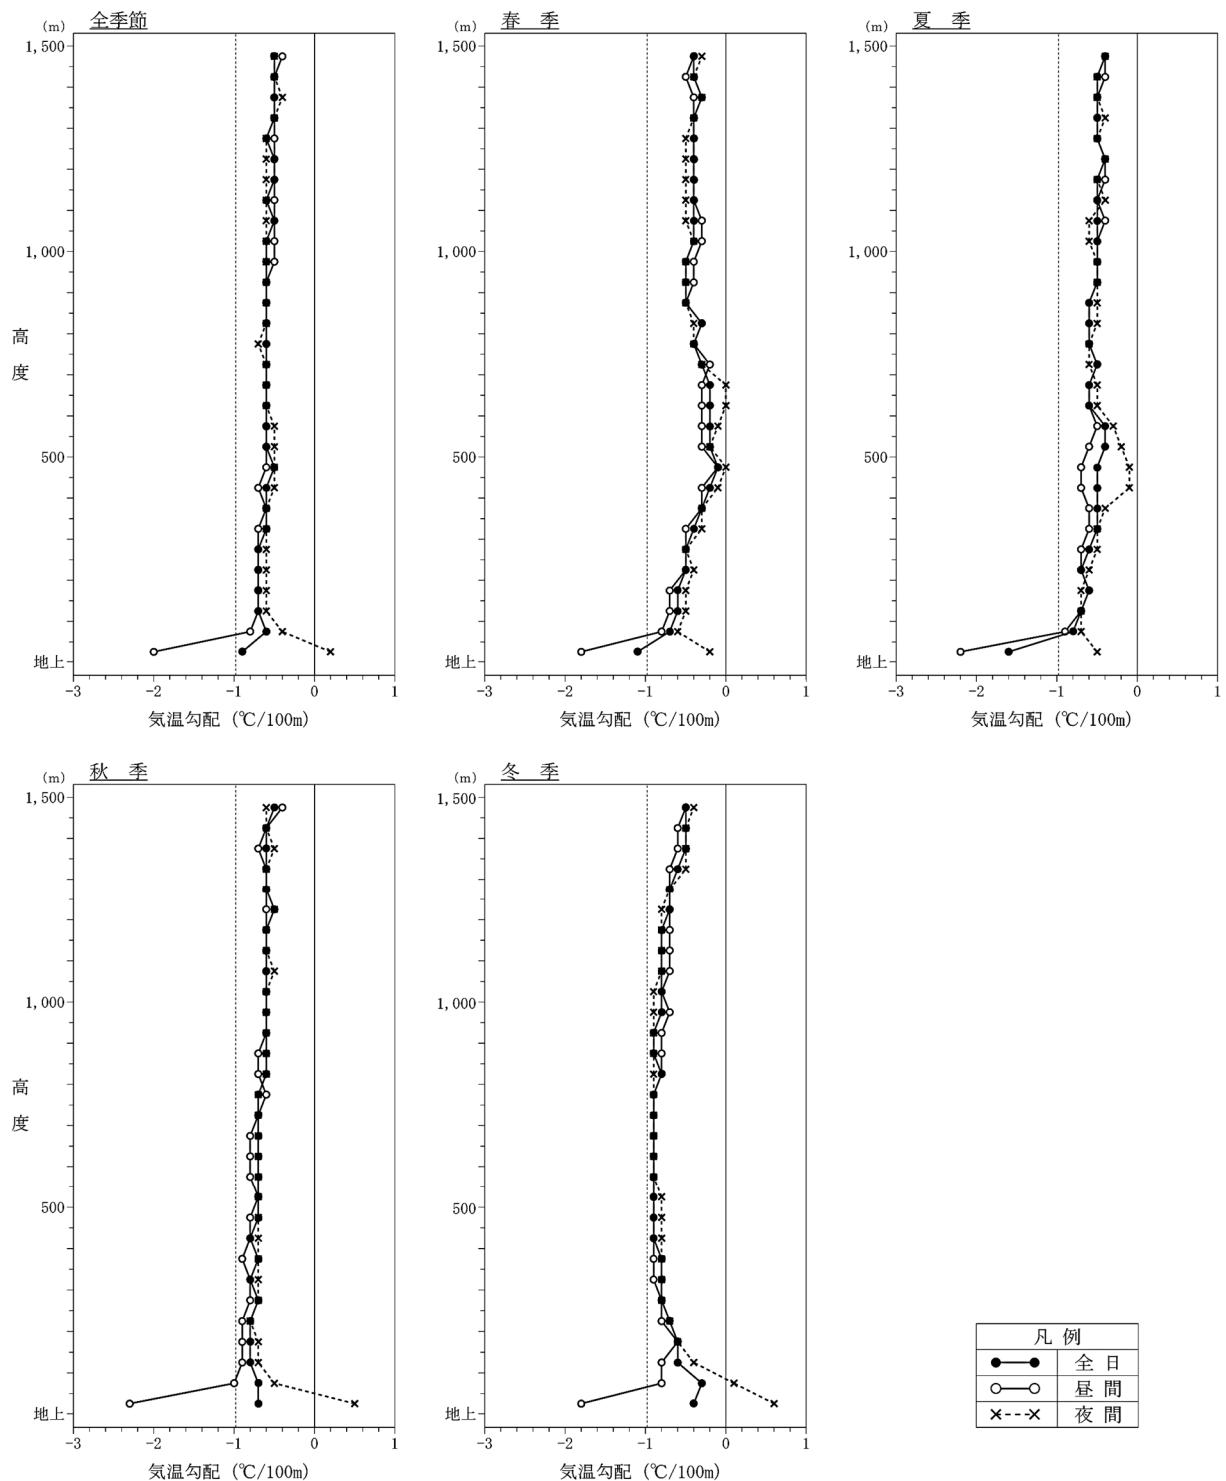 全季節
(m)
1,500
1,000
500
地上
高
度
-3 -2 -1 0 1
気温勾配 (℃/100m)
春 季
(m)
1,500
1,000
500
地上
-3 -2 -1 0 1
気温勾配 (℃/100m)
夏 季
(m)
1,500
1,000
500
地上
-3 -2 -1 0 1
気温勾配 (℃/100m)
秋 季
(m)
1,500
1,000
500
地上
高
度
-3 -2 -1 0 1
気温勾配 (℃/100m)
冬 季
(m)
1,500
1,000
500
地上
-3 -2 -1 0 1
気温勾配 (℃/100m)
凡 例
全 日
昼 間
夜 間